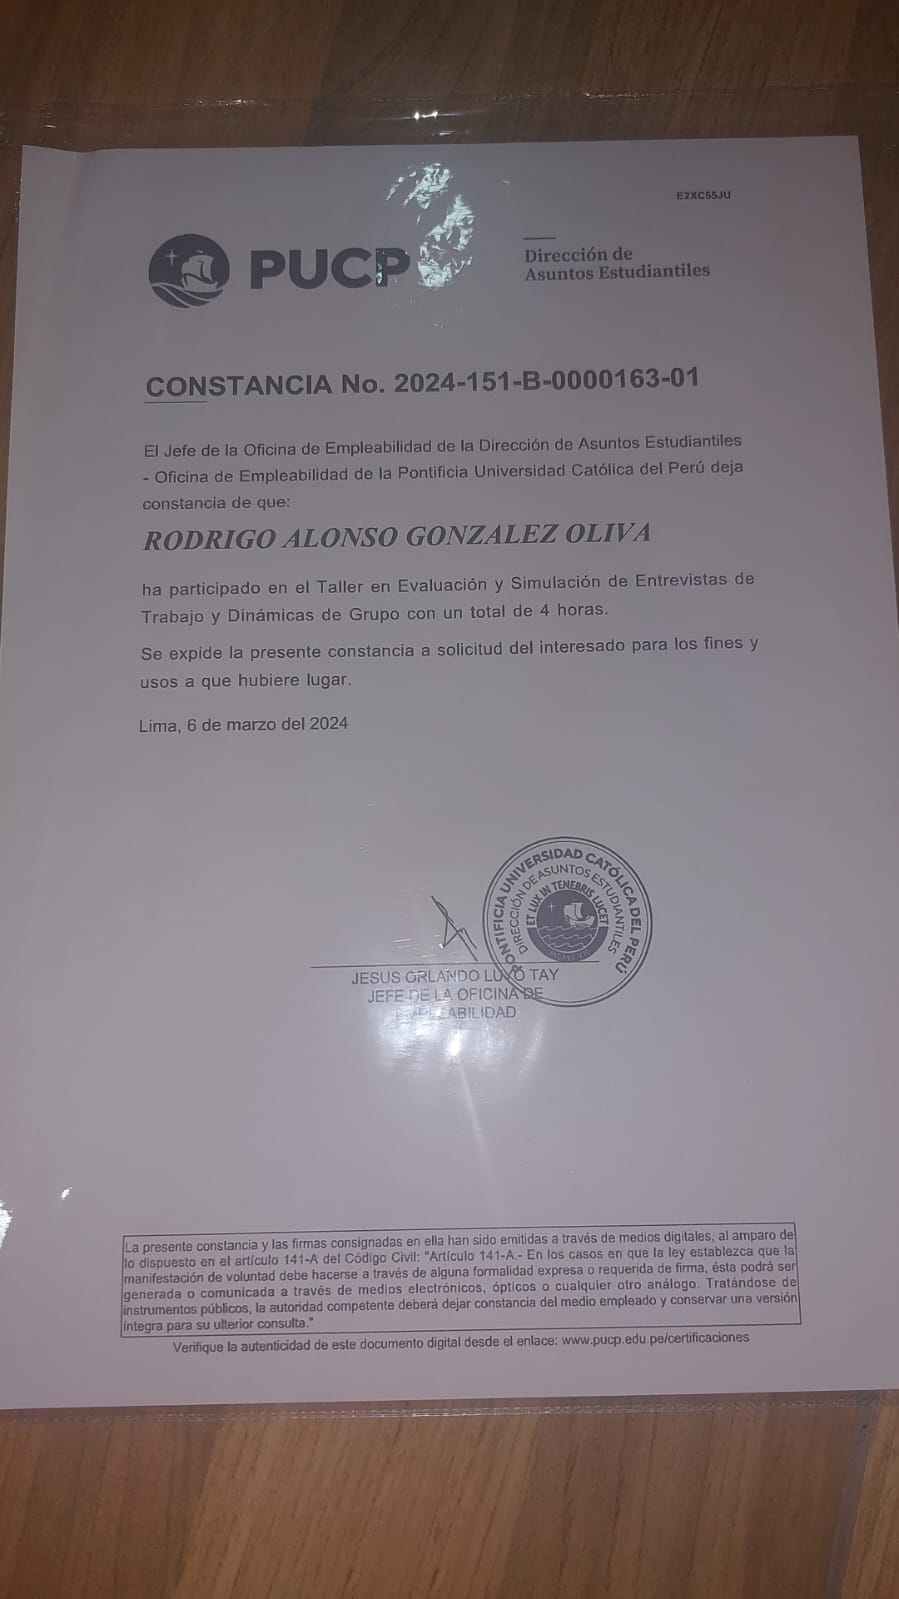 E2XC55JU
PUCP
Dirección de
Asuntos Estudiantiles
CONSTANCIA No. 2024-151-B-0000163-01
El Jefe de la Oficina de Empleabilidad de la Dirección de Asuntos Estudiantiles
- Oficina de Empleabilidad de la Pontificia Universidad Católica del Perú deja
constancia de que:
RODRIGO ALONSO GONZALEZ OLIVA
ha participado en el Taller en Evaluación y Simulación de Entrevistas de
Trabajo y Dinámicas de Grupo con un total de 4 horas.
Se expide la presente constancia a solicitud del interesado para los fines y
usos a que hubiere lugar.
Lima, 6 de marzo del 2024
PONTIFICIA UNIVERSIDAD CATÓLICA DEL PERÚ
DIRECCIÓN DE ASUNTOS ESTUDIANTILES
ET LUX IN TENEBRIS LUCET
JESUS ORLANDO LUYO TAY
JEFE DE LA OFICINA DE
EMPLEABILIDAD
La presente constancia y las firmas consignadas en ella han sido emitidas a través de medios digitales, al amparo de
lo dispuesto en el artículo 141-A del Código Civil: "Artículo 141-A.- En los casos en que la ley establezca que la
manifestación de voluntad debe hacerse a través de alguna formalidad expresa o requerida de firma, ésta podrá ser
generada o comunicada a través de medios electrónicos, ópticos o cualquier otro análogo. Tratándose de
instrumentos públicos, la autoridad competente deberá dejar constancia del medio empleado y conservar una versión
íntegra para su ulterior consulta."
Verifique la autenticidad de este documento digital desde el enlace: www.pucp.edu.pe/certificaciones